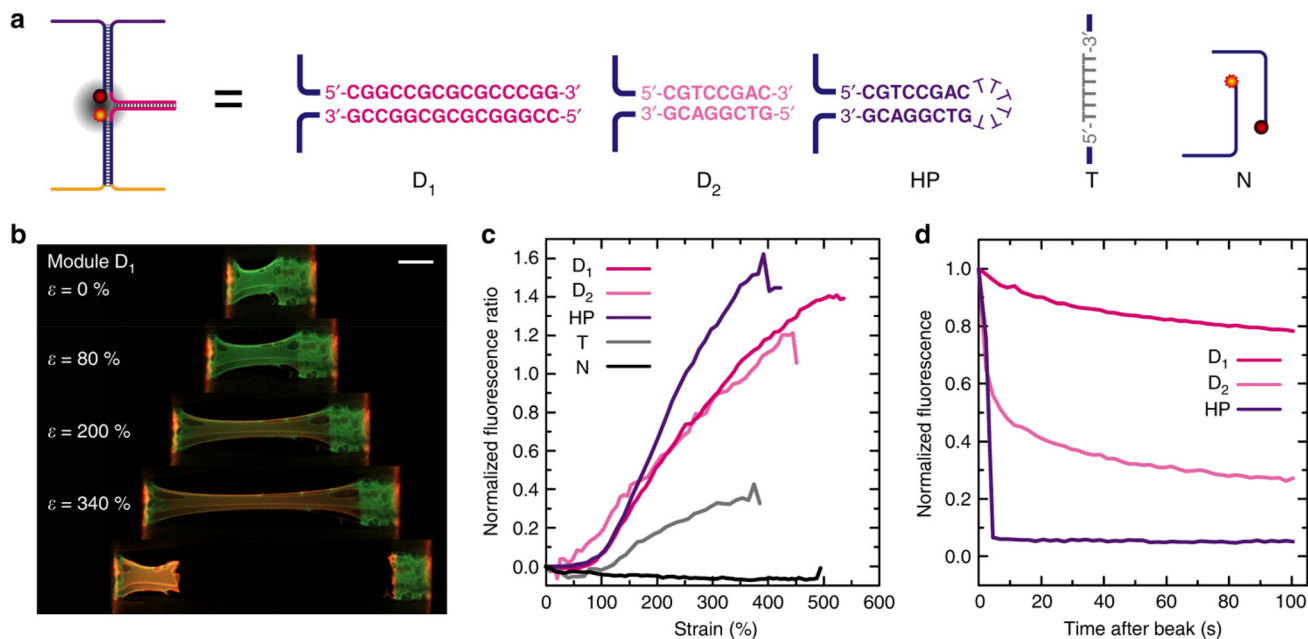 a
=
5′-CGGCCGCGCGCCCGG-3′
3′-GCCGGCGCGCGGGCC-5′
D1
5′-CGTCCGAC-3′
3′-GCAGGCTG-5′
D2
5′-CGTCCGAC TTT
3′-GCAGGCTG TTT
HP
5′-TTTTTT-3′
T
N
b
Module D1
ε = 0 %
ε = 80 %
ε = 200 %
ε = 340 %
c
Normalized fluorescence ratio
1.6
1.4
1.2
1.0
0.8
0.6
0.4
0.2
0.0
D1
D2
HP
T
N
0 100 200 300 400 500 600
Strain (%)
d
Normalized fluorescence
1.0
0.8
0.6
0.4
0.2
0.0
D1
D2
HP
0 20 40 60 80 100
Time after beak (s)